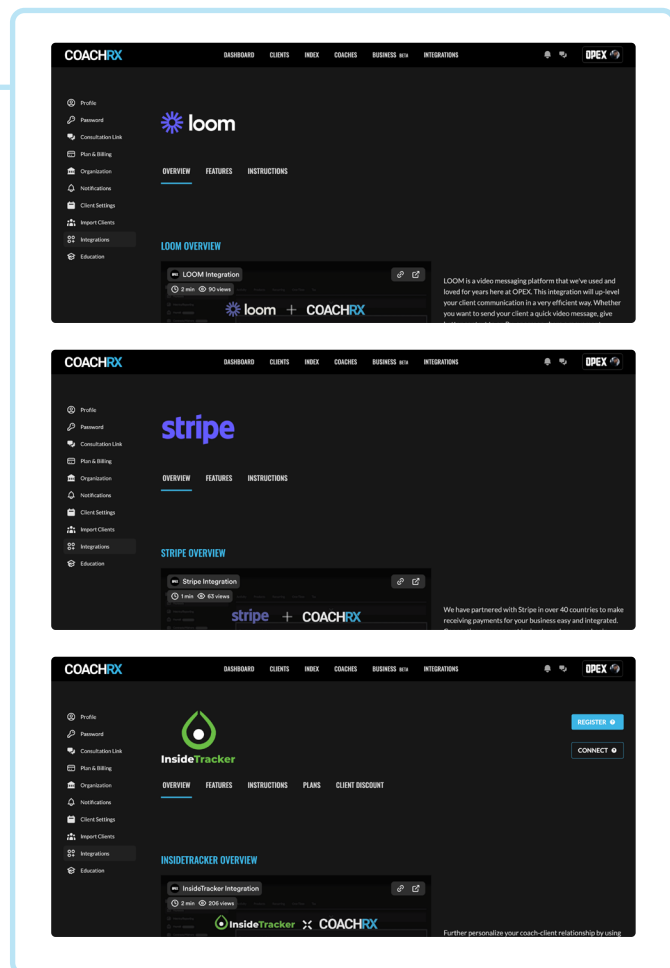 COACHRX
DASHBOARD CLIENTS INDEX COACHES BUSINESS BETA INTEGRATIONS
OPEX
Profile
Password
Consultation Link
Plan & Billing
Organization
Notifications
Client Settings
Import Clients
Integrations
Education
loom
OVERVIEW FEATURES INSTRUCTIONS
LOOM OVERVIEW
LOOM Integration
2 min 90 views
loom + COACHRX
LOOM is a video messaging platform that we've used and
loved for years here at OPEX. This integration will up-level
your client communication in a very efficient way. Whether
you want to send your client a quick video message, give
COACHRX
DASHBOARD CLIENTS INDEX COACHES BUSINESS BETA INTEGRATIONS
OPEX
Profile
Password
Consultation Link
Plan & Billing
Organization
Notifications
Client Settings
Import Clients
Integrations
Education
stripe
OVERVIEW FEATURES INSTRUCTIONS
STRIPE OVERVIEW
Stripe Integration
1 min 63 views
stripe + COACHRX
We have partnered with Stripe in over 40 countries to make
receiving payments for your business easy and integrated.
COACHRX
DASHBOARD CLIENTS INDEX COACHES BUSINESS BETA INTEGRATIONS
OPEX
Profile
Password
Consultation Link
Plan & Billing
Organization
Notifications
Client Settings
Import Clients
Integrations
Education
InsideTracker
REGISTER
CONNECT
OVERVIEW FEATURES INSTRUCTIONS PLANS CLIENT DISCOUNT
INSIDETRACKER OVERVIEW
InsideTracker Integration
2 min 206 views
InsideTracker COACHRX
Further personalize your coach-client relationship by using